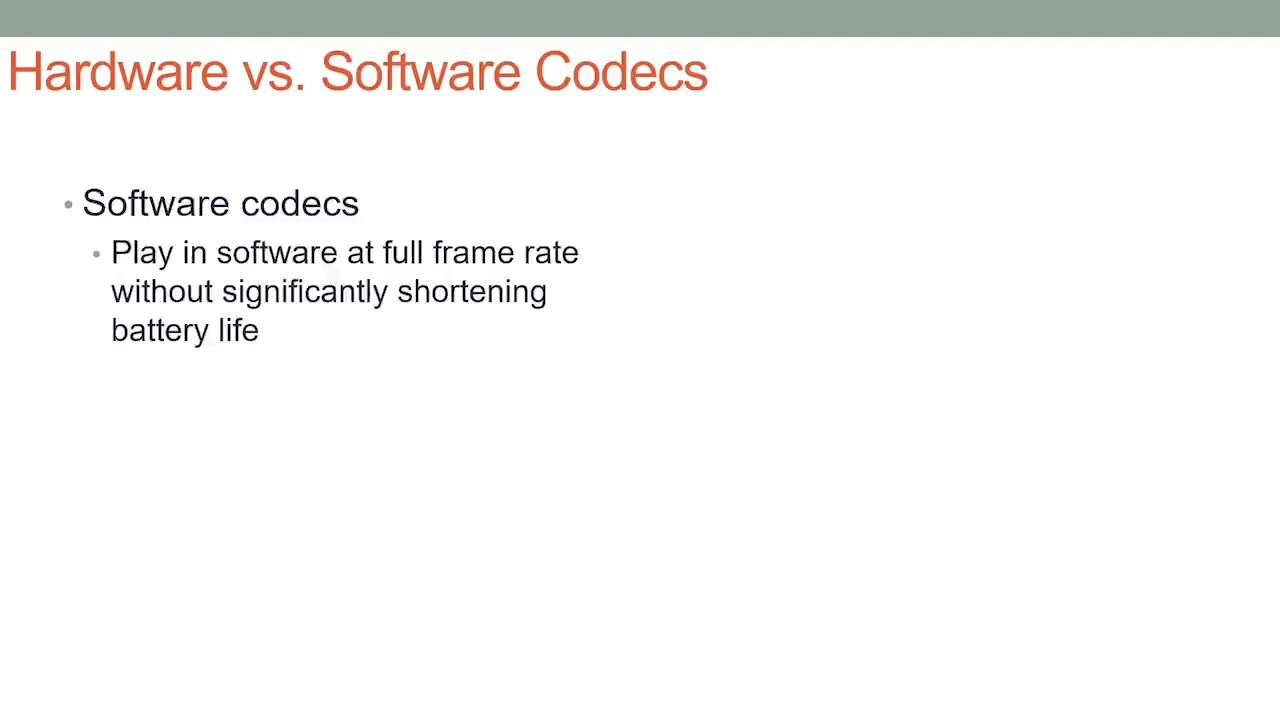 Hardware vs. Software Codecs
• Software codecs
• Play in software at full frame rate
without significantly shortening
battery life